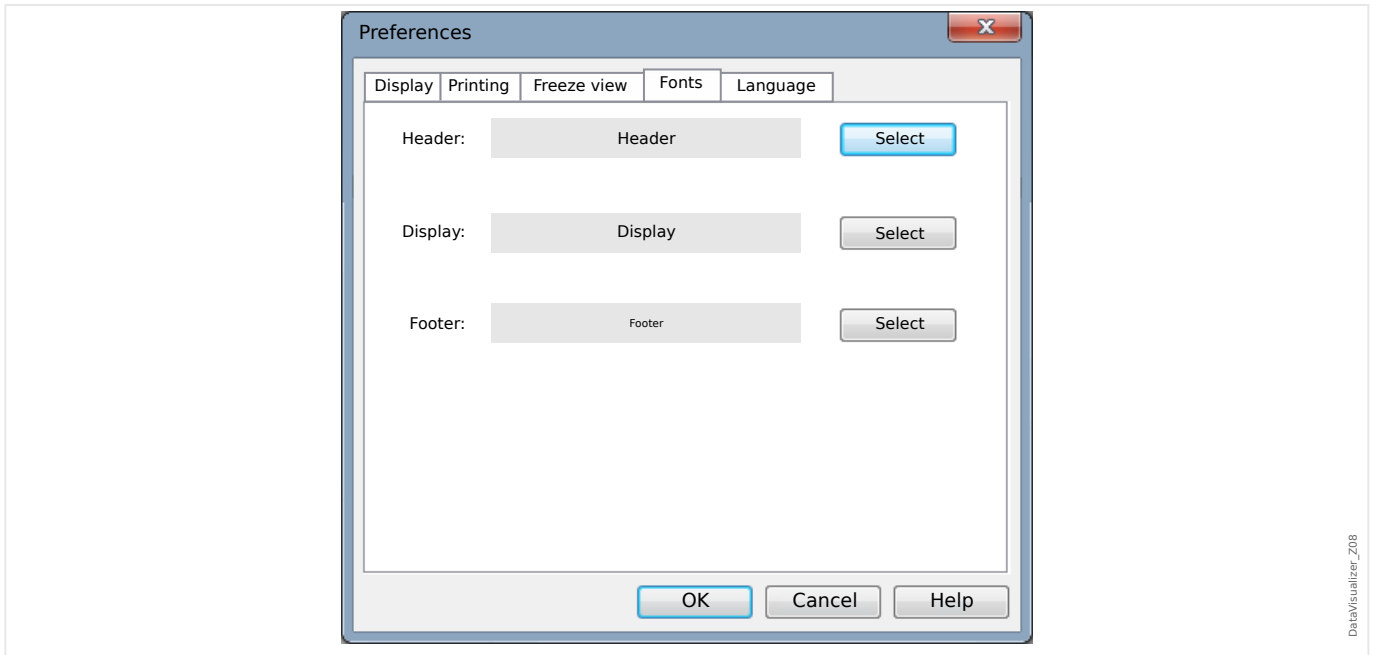 Preferences
Display Printing Freeze view Fonts Language
Header: Header Select
Display: Display Select
Footer: Footer Select
OK Cancel Help
DataVisualizer_Z08